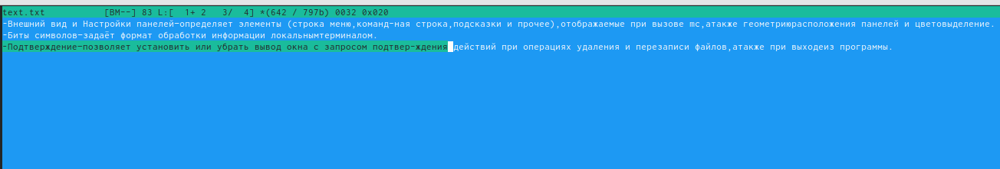 text.txt [BM--] 83 L:[ 1+ 2 3/ 4] *(642 / 797b) 0032 0x020
-Внешний вид и Настройки панелей-определяет элементы (строка меню,команд-ная строка,подсказки и прочее),отображаемые при вызове mc,атакже геометриюрасположения панелей и цветовыделение.
-Биты символов-задаёт формат обработки информации локальнымтерминалом.
-Подтверждение-позволяет установить или убрать вывод окна с запросом подтвер-ждения действий при операциях удаления и перезаписи файлов,атакже при выходеиз программы.